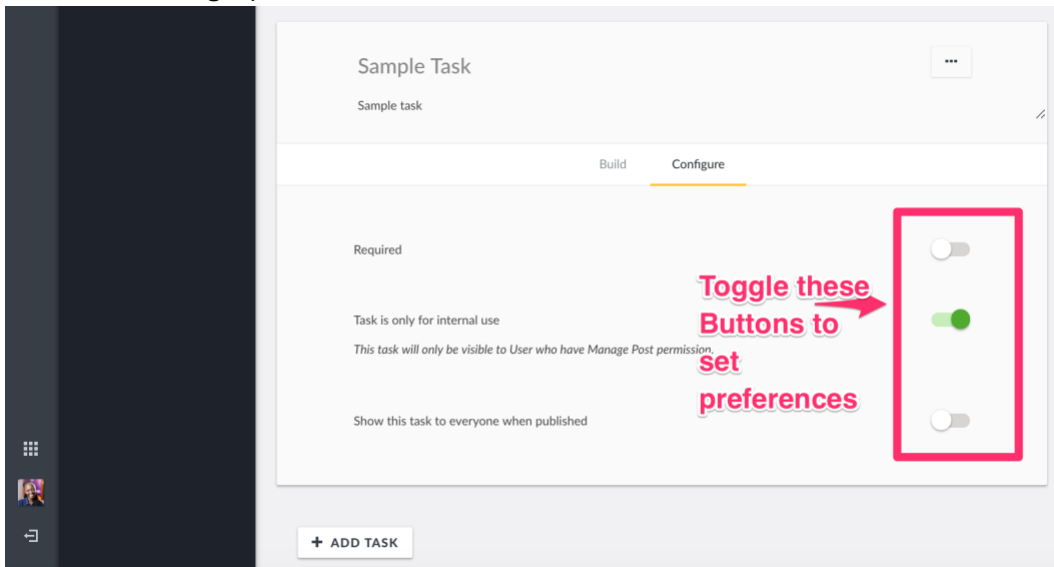 Sample Task
...
Sample task
Build Configure
Required
Toggle these
Task is only for internal use
Buttons to
This task will only be visible to User who have Manage Post permission.
set
preferences
Show this task to everyone when published
+ ADD TASK